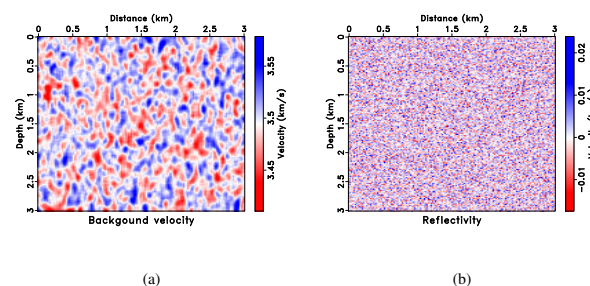 Distance (km)
0 0.5 1 1.5 2 2.5 3
Depth (km)
0 0.5 1 1.5 2 2.5 3
3.55 3.5 3.45
Velocity (km/s)
Backgound velocity
(a)
Distance (km)
0 0.5 1 1.5 2 2.5 3
Depth (km)
0 0.5 1 1.5 2 2.5 3
0.02 0.01 0 −0.01
Reflectivity
(b)